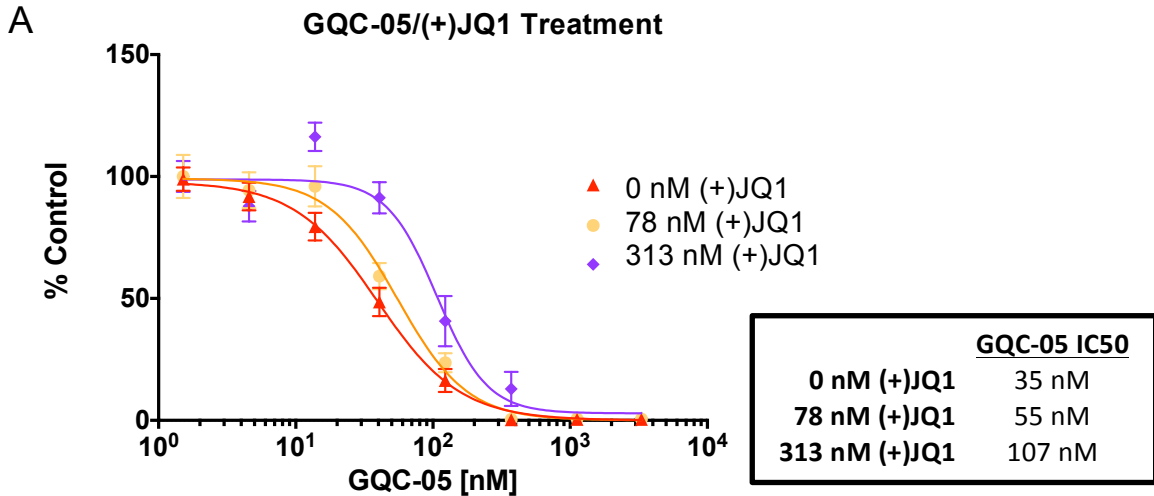 A
GQC-05/(+)JQ1 Treatment
150
100
50
0
% Control
10^0
10^1
10^2
10^3
10^4
GQC-05 [nM]
0 nM (+)JQ1
78 nM (+)JQ1
313 nM (+)JQ1
GQC-05 IC50
0 nM (+)JQ1 35 nM
78 nM (+)JQ1 55 nM
313 nM (+)JQ1 107 nM